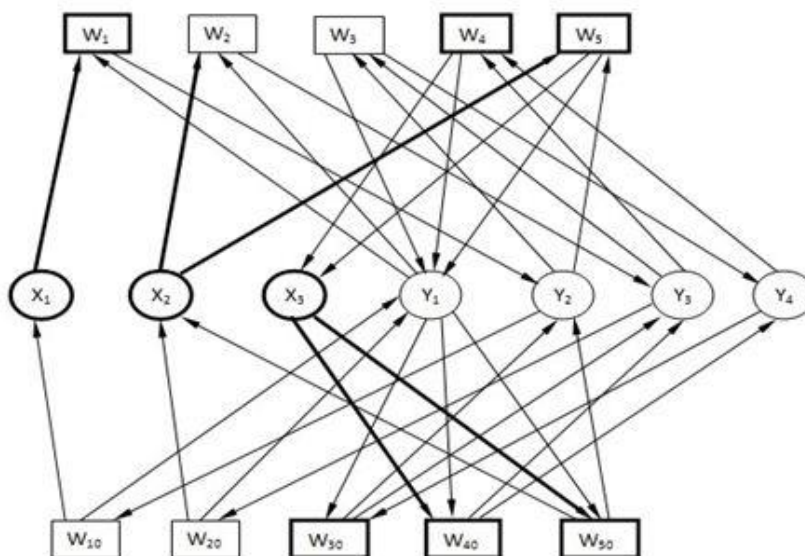 W₁ W₂ W₃ W₄ W₅
X₁ X₂ X₃ Y₁ Y₂ Y₃ Y₄
W₁₀ W₂₀ W₃₀ W₄₀ W₅₀